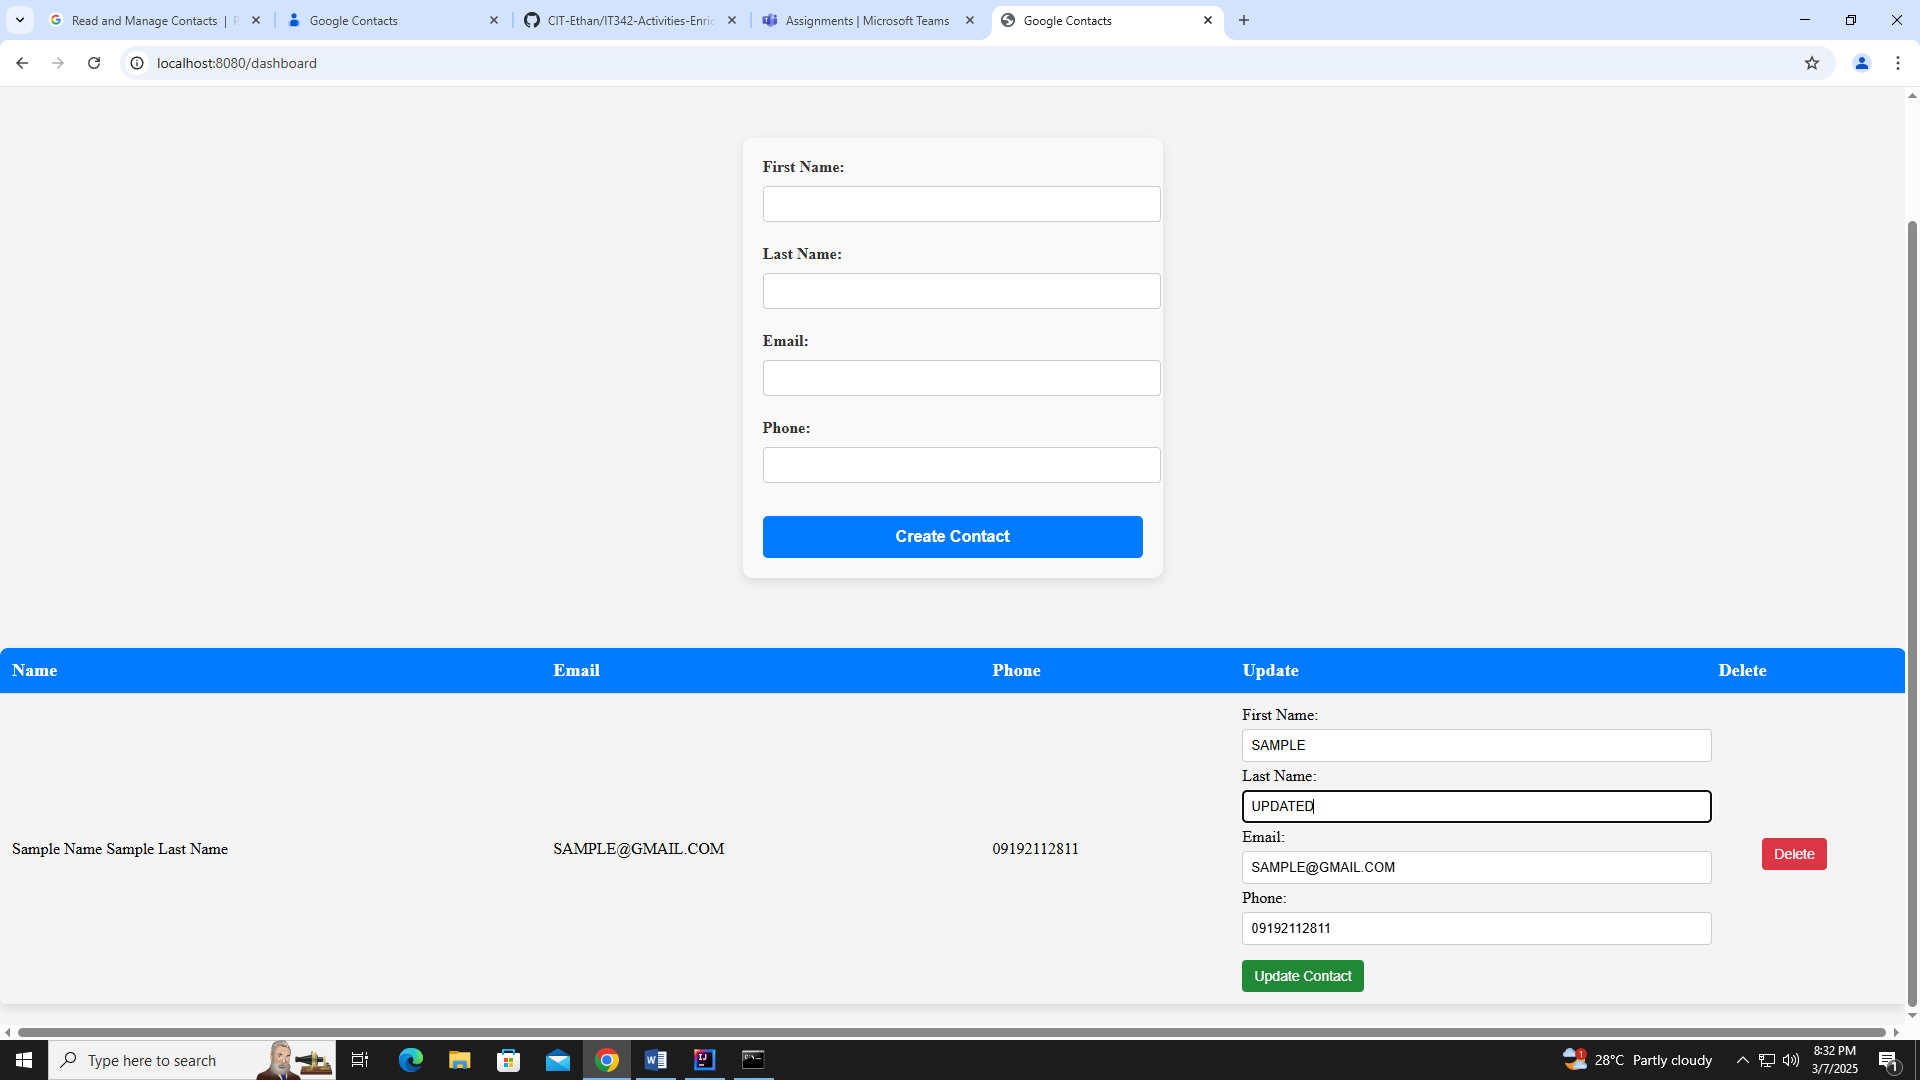 Read and Manage Contacts |
Google Contacts
CIT-Ethan/IT342-Activities-Enric
Assignments | Microsoft Teams
Google Contacts
localhost:8080/dashboard
First Name:
Last Name:
Email:
Phone:
Create Contact
Name Email Phone Update Delete
First Name:
SAMPLE
Last Name:
UPDATED
Email:
Sample Name Sample Last Name SAMPLE@GMAIL.COM 09192112811
Delete
SAMPLE@GMAIL.COM
Phone:
09192112811
Update Contact
Type here to search
1
28°C Partly cloudy
8:32 PM
3/7/2025
1